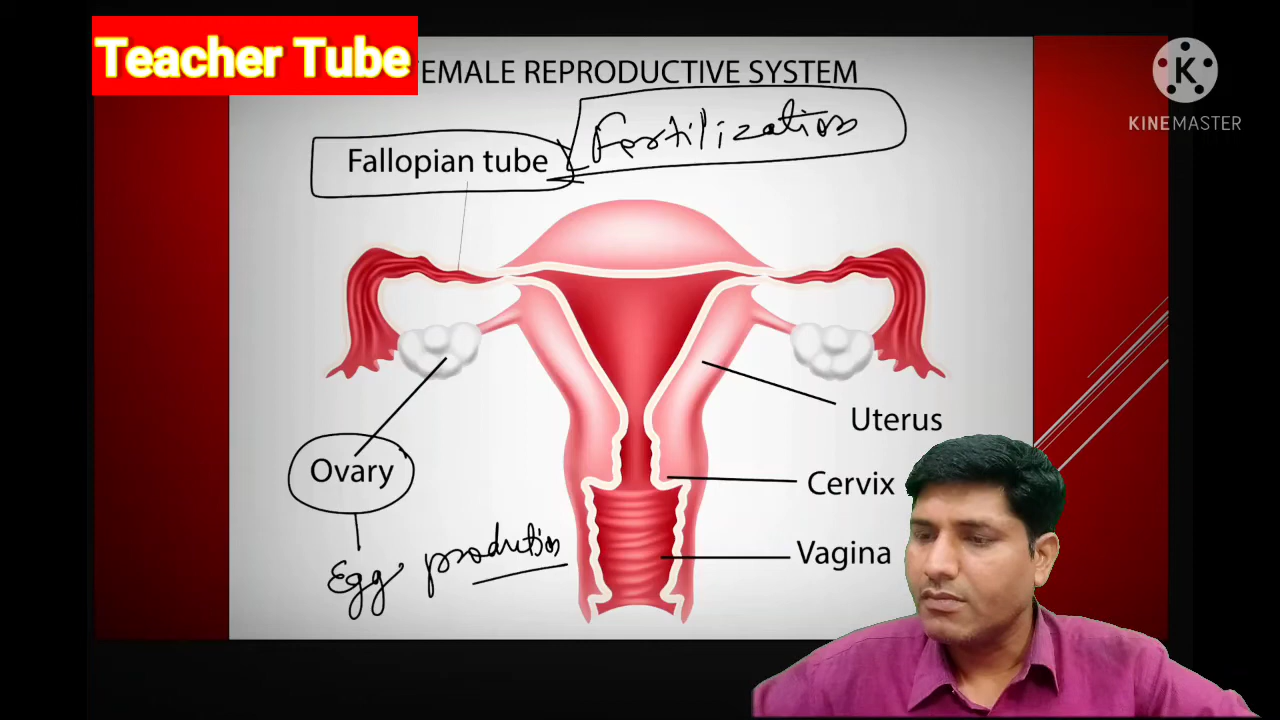 Teacher Tube
EMALE REPRODUCTIVE SYSTEM
K
KINEMASTER
Fertilization
Fallopian tube
Uterus
Ovary
Cervix
Vagina
Egg production